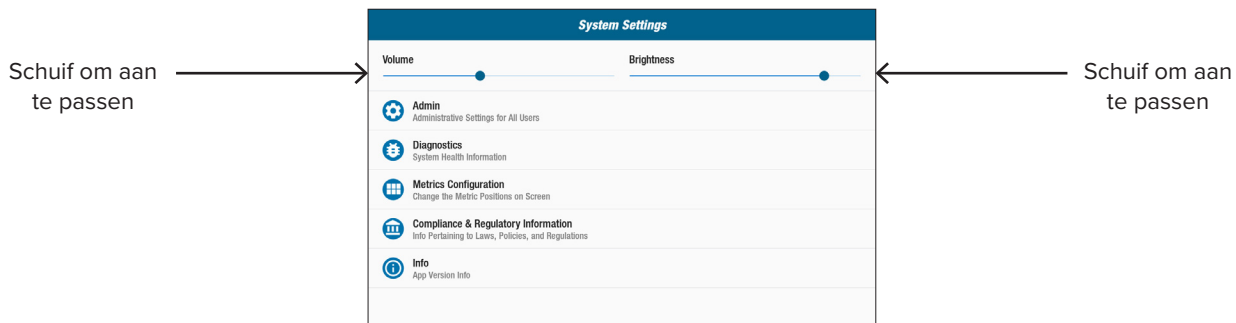 System Settings
Volume
Brightness
Schuif om aan
te passen
Schuif om aan
te passen
Admin
Administrative Settings for All Users
Diagnostics
System Health Information
Metrics Configuration
Change the Metric Positions on Screen
Compliance & Regulatory Information
Info Pertaining to Laws, Policies, and Regulations
Info
App Version Info